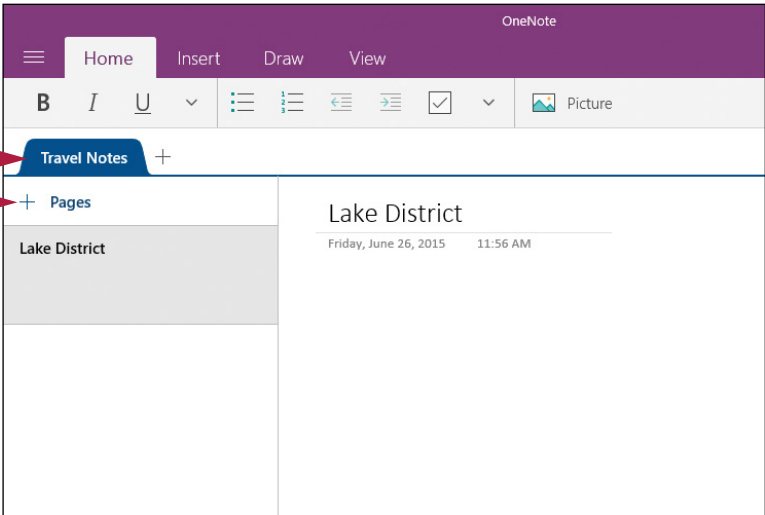 OneNote
Home Insert Draw View
B I U Picture
Travel Notes +
+ Pages
Lake District
Friday, June 26, 2015 11:56 AM
Lake District